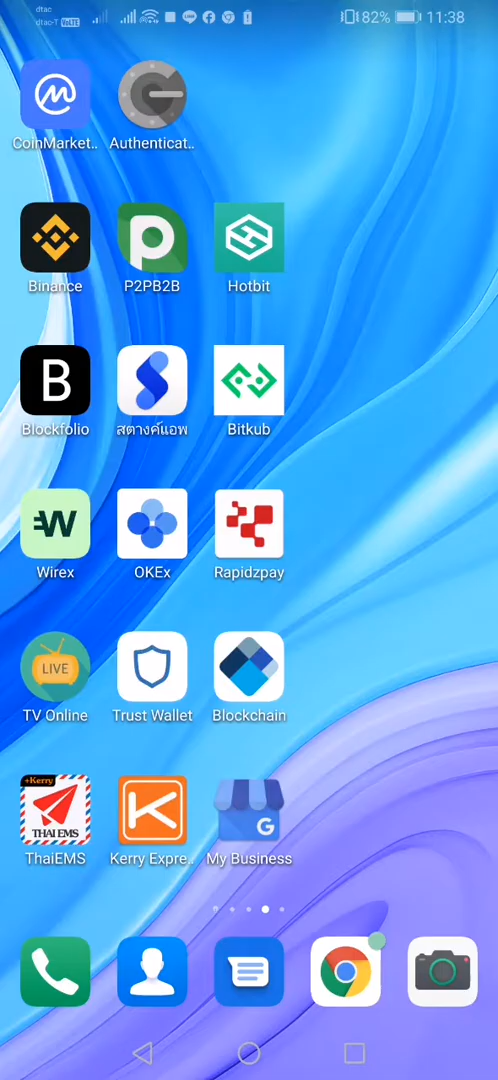 dtac
dtac-T VoLTE
LINE
82% 11:38
CoinMarket.. Authenticat..
Binance P2PB2B Hotbit
B
Blockfolio สตางค์แอพ Bitkub
W
Wirex OKEx Rapidzpay
LIVE
TV Online Trust Wallet Blockchain
+Kerry
THAI EMS
K
G
ThaiEMS Kerry Expre.. My Business